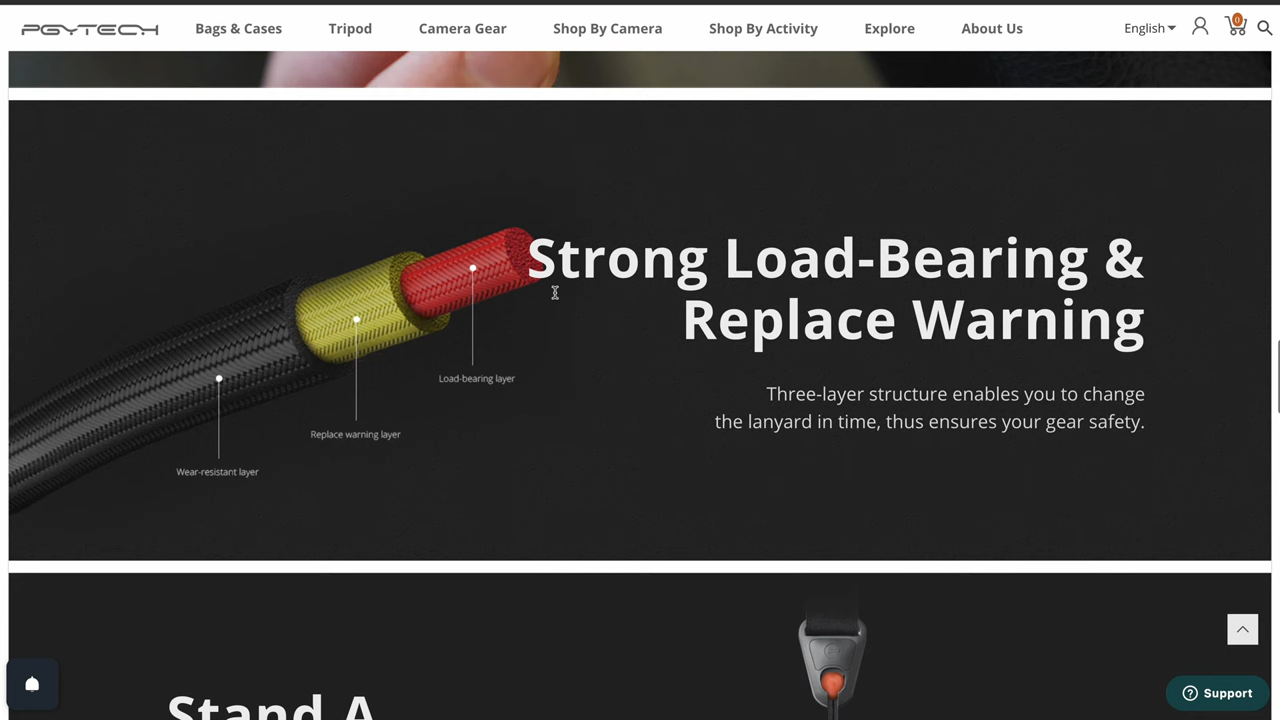 PGYTECH
Bags & Cases
Tripod
Camera Gear
Shop By Camera
Shop By Activity
Explore
About Us
English
0
Strong Load-Bearing &
Replace Warning
Load-bearing layer
Three-layer structure enables you to change
the lanyard in time, thus ensures your gear safety.
Replace warning layer
Wear-resistant layer
Stand A
Support